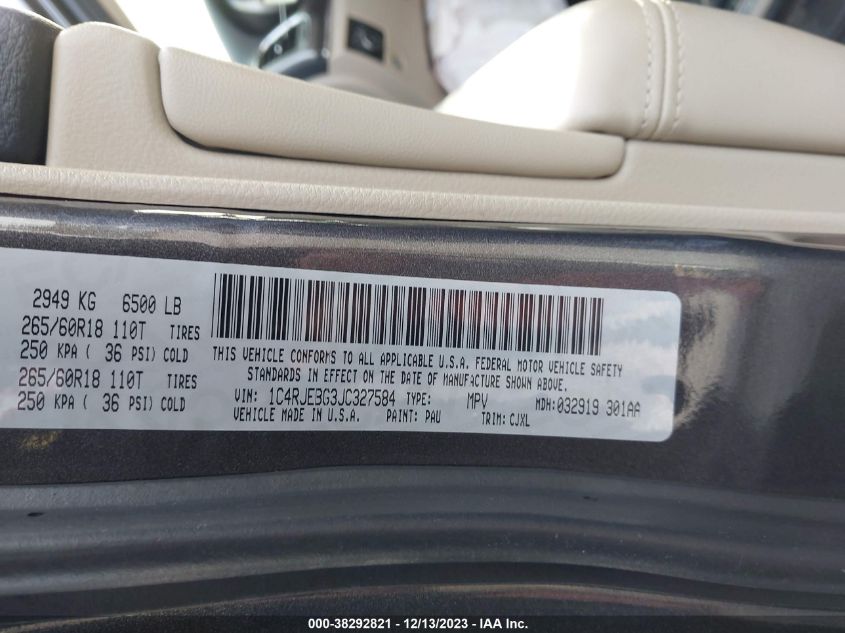 2949 KG 6500 LB
265/60R18 110T TIRES
250 KPA ( 36 PSI) COLD
265/60R18 110T TIRES
250 KPA ( 36 PSI) COLD
THIS VEHICLE CONFORMS TO ALL APPLICABLE U.S.A. FEDERAL MOTOR VEHICLE SAFETY
STANDARDS IN EFFECT ON THE DATE OF MANUFACTURE SHOWN ABOVE.
VIN: 1C4RJEBG3JC327584 TYPE: MPV MDH: 032919 301AA
VEHICLE MADE IN U.S.A. PAINT: PAU TRIM: CJXL
000-38292821 - 12/13/2023 - IAA Inc.